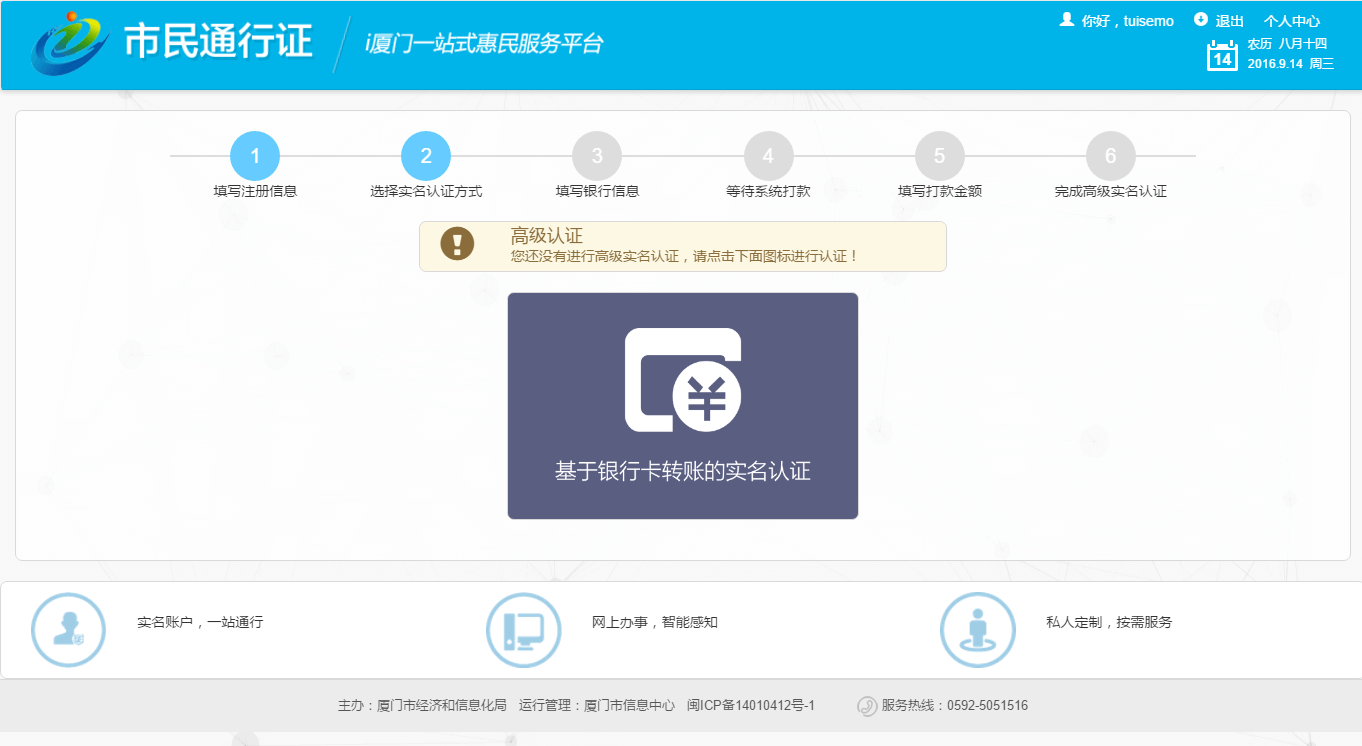 市民通行证
i厦门一站式惠民服务平台
你好，tuisemo 退出 个人中心
14
农历 八月十四
2016.9.14 周三
1 2 3 4 5 6
填写注册信息 选择实名认证方式 填写银行信息 等待系统打款 填写打款金额 完成高级实名认证
高级认证
您还没有进行高级实名认证，请点击下面图标进行认证！
¥
基于银行卡转账的实名认证
实名账户，一站通行 网上办事，智能感知 私人定制，按需服务
主办：厦门市经济和信息化局 运行管理：厦门市信息中心 闽ICP备14010412号-1 服务热线：0592-5051516